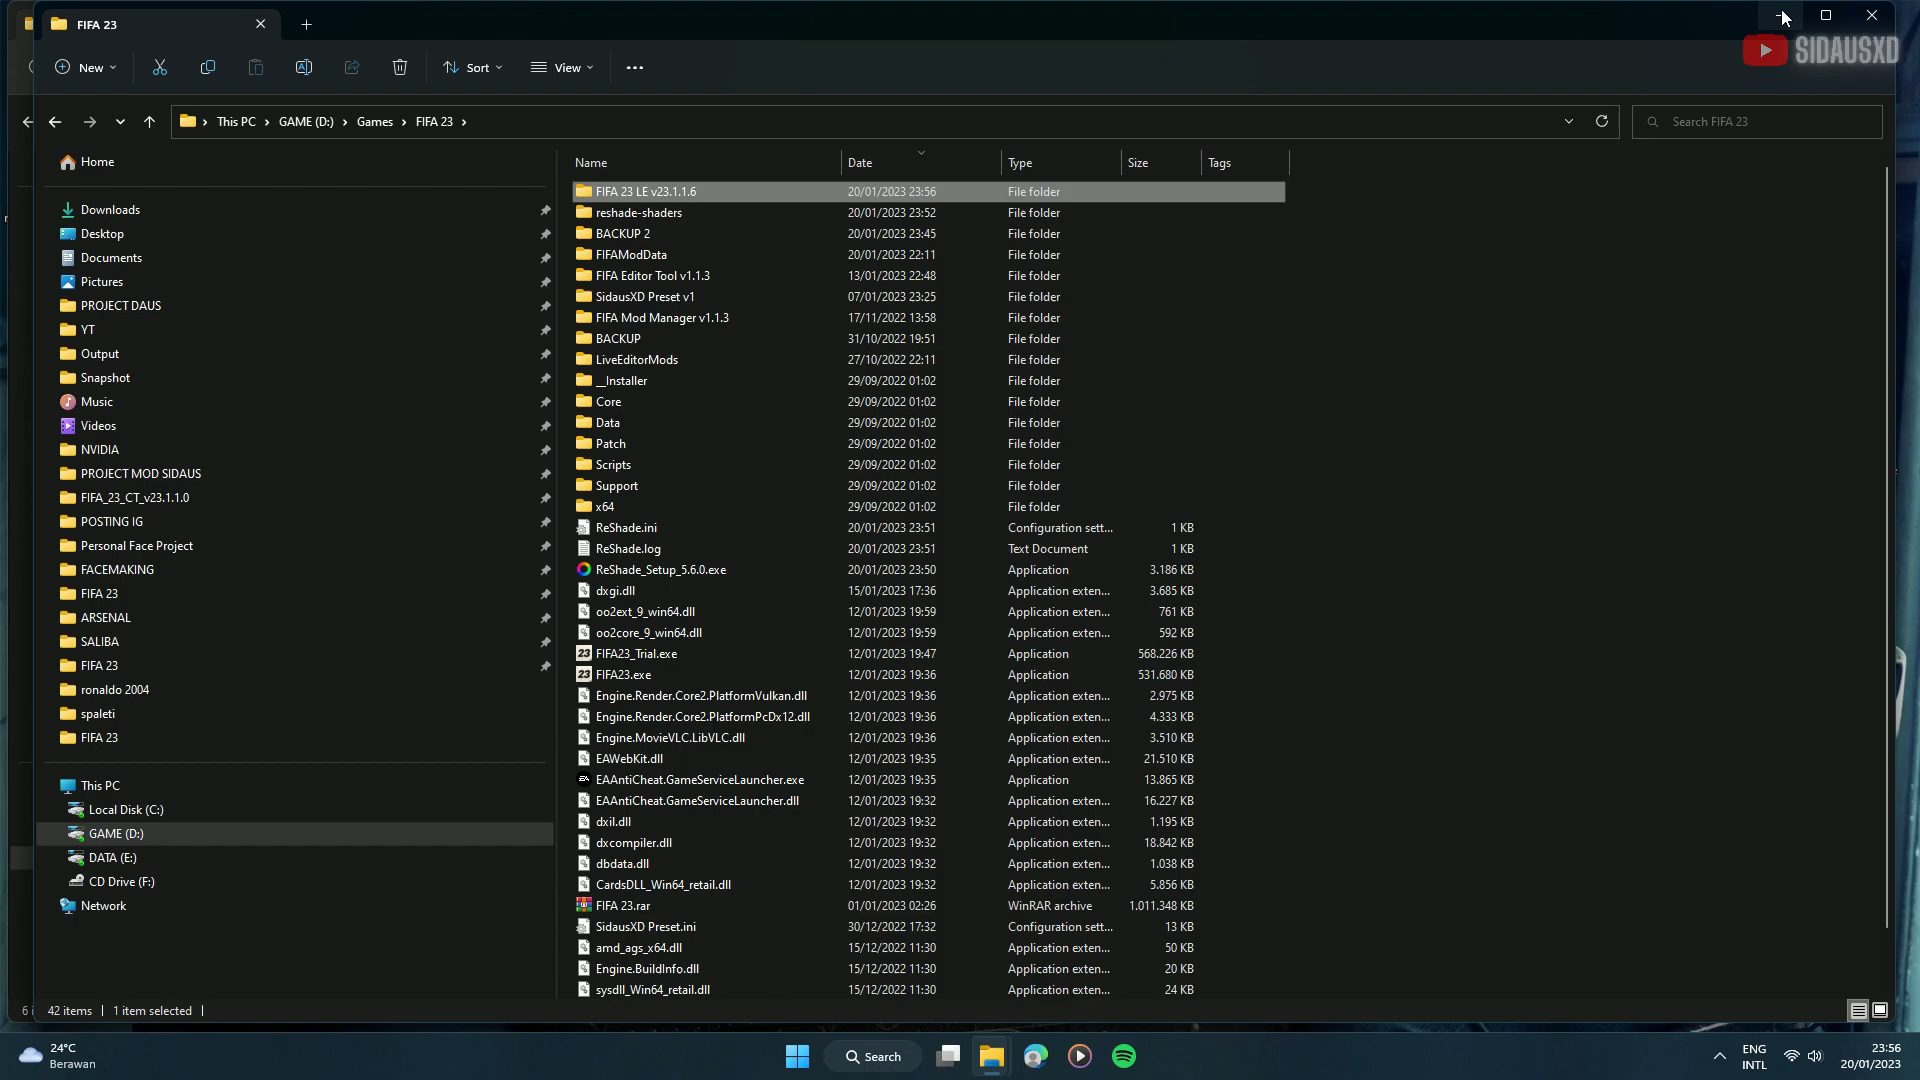 FIFA 23
SIDAUSXD
New
Sort
View
This PC > GAME (D:) > Games > FIFA 23 >
Search FIFA 23
Home
Downloads
Desktop
Documents
Pictures
PROJECT DAUS
YT
Output
Snapshot
Music
Videos
NVIDIA
PROJECT MOD SIDAUS
FIFA_23_CT_v23.1.1.0
POSTING IG
Personal Face Project
FACEMAKING
FIFA 23
ARSENAL
SALIBA
FIFA 23
ronaldo 2004
spaleti
FIFA 23
This PC
Local Disk (C:)
GAME (D:)
DATA (E:)
CD Drive (F:)
Network
Name Date Type Size Tags
FIFA 23 LE v23.1.1.6 20/01/2023 23:56 File folder
reshade-shaders 20/01/2023 23:52 File folder
BACKUP 2 20/01/2023 23:45 File folder
FIFAModData 20/01/2023 22:11 File folder
FIFA Editor Tool v1.1.3 13/01/2023 22:48 File folder
SidausXD Preset v1 07/01/2023 23:25 File folder
FIFA Mod Manager v1.1.3 17/11/2022 13:58 File folder
BACKUP 31/10/2022 19:51 File folder
LiveEditorMods 27/10/2022 22:11 File folder
__Installer 29/09/2022 01:02 File folder
Core 29/09/2022 01:02 File folder
Data 29/09/2022 01:02 File folder
Patch 29/09/2022 01:02 File folder
Scripts 29/09/2022 01:02 File folder
Support 29/09/2022 01:02 File folder
x64 29/09/2022 01:02 File folder
ReShade.ini 20/01/2023 23:51 Configuration sett... 1 KB
ReShade.log 20/01/2023 23:51 Text Document 1 KB
ReShade_Setup_5.6.0.exe 20/01/2023 23:50 Application 3.186 KB
dxgi.dll 15/01/2023 17:36 Application exten... 3.685 KB
oo2ext_9_win64.dll 12/01/2023 19:59 Application exten... 761 KB
oo2core_9_win64.dll 12/01/2023 19:59 Application exten... 592 KB
FIFA23_Trial.exe 12/01/2023 19:47 Application 568.226 KB
FIFA23.exe 12/01/2023 19:36 Application 531.680 KB
Engine.Render.Core2.PlatformVulkan.dll 12/01/2023 19:36 Application exten... 2.975 KB
Engine.Render.Core2.PlatformPcDx12.dll 12/01/2023 19:36 Application exten... 4.333 KB
Engine.MovieVLC.LibVLC.dll 12/01/2023 19:36 Application exten... 3.510 KB
EAWebKit.dll 12/01/2023 19:35 Application exten... 21.510 KB
EAAntiCheat.GameServiceLauncher.exe 12/01/2023 19:35 Application 13.865 KB
EAAntiCheat.GameServiceLauncher.dll 12/01/2023 19:32 Application exten... 16.227 KB
dxil.dll 12/01/2023 19:32 Application exten... 1.195 KB
dxcompiler.dll 12/01/2023 19:32 Application exten... 18.842 KB
dbdata.dll 12/01/2023 19:32 Application exten... 1.038 KB
CardsDLL_Win64_retail.dll 12/01/2023 19:32 Application exten... 5.856 KB
FIFA 23.rar 01/01/2023 02:26 WinRAR archive 1.011.348 KB
SidausXD Preset.ini 30/12/2022 17:32 Configuration sett... 13 KB
amd_ags_x64.dll 15/12/2022 11:30 Application exten... 50 KB
Engine.BuildInfo.dll 15/12/2022 11:30 Application exten... 20 KB
sysdll_Win64_retail.dll 15/12/2022 11:30 Application exten... 24 KB
6 i
42 items
1 item selected
24°C
Berawan
Search
ENG
INTL
23:56
20/01/2023